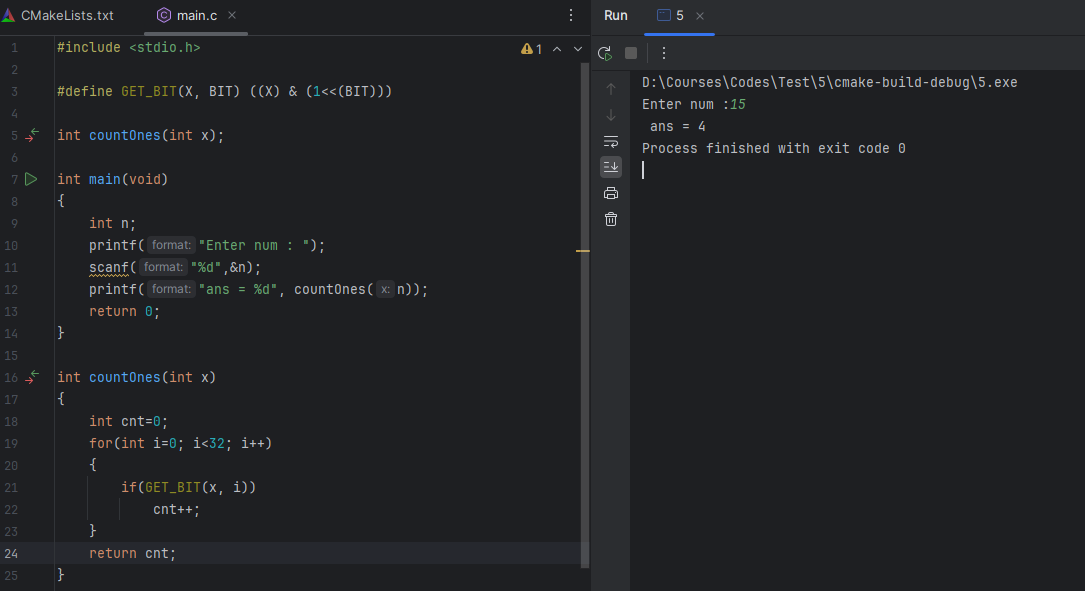 CMakeLists.txt
main.c
1 #include <stdio.h>
2
3 #define GET_BIT(X, BIT) ((X) & (1<<(BIT)))
4
5 int countOnes(int x);
6
7 int main(void)
8 {
9 int n;
10 printf( format: "Enter num : ");
11 scanf( format: "%d",&n);
12 printf( format: "ans = %d", countOnes( x: n));
13 return 0;
14 }
15
16 int countOnes(int x)
17 {
18 int cnt=0;
19 for(int i=0; i<32; i++)
20 {
21 if(GET_BIT(x, i))
22 cnt++;
23 }
24 return cnt;
25 }
1
Run
5
D:\Courses\Codes\Test\5\cmake-build-debug\5.exe
Enter num :15
ans = 4
Process finished with exit code 0